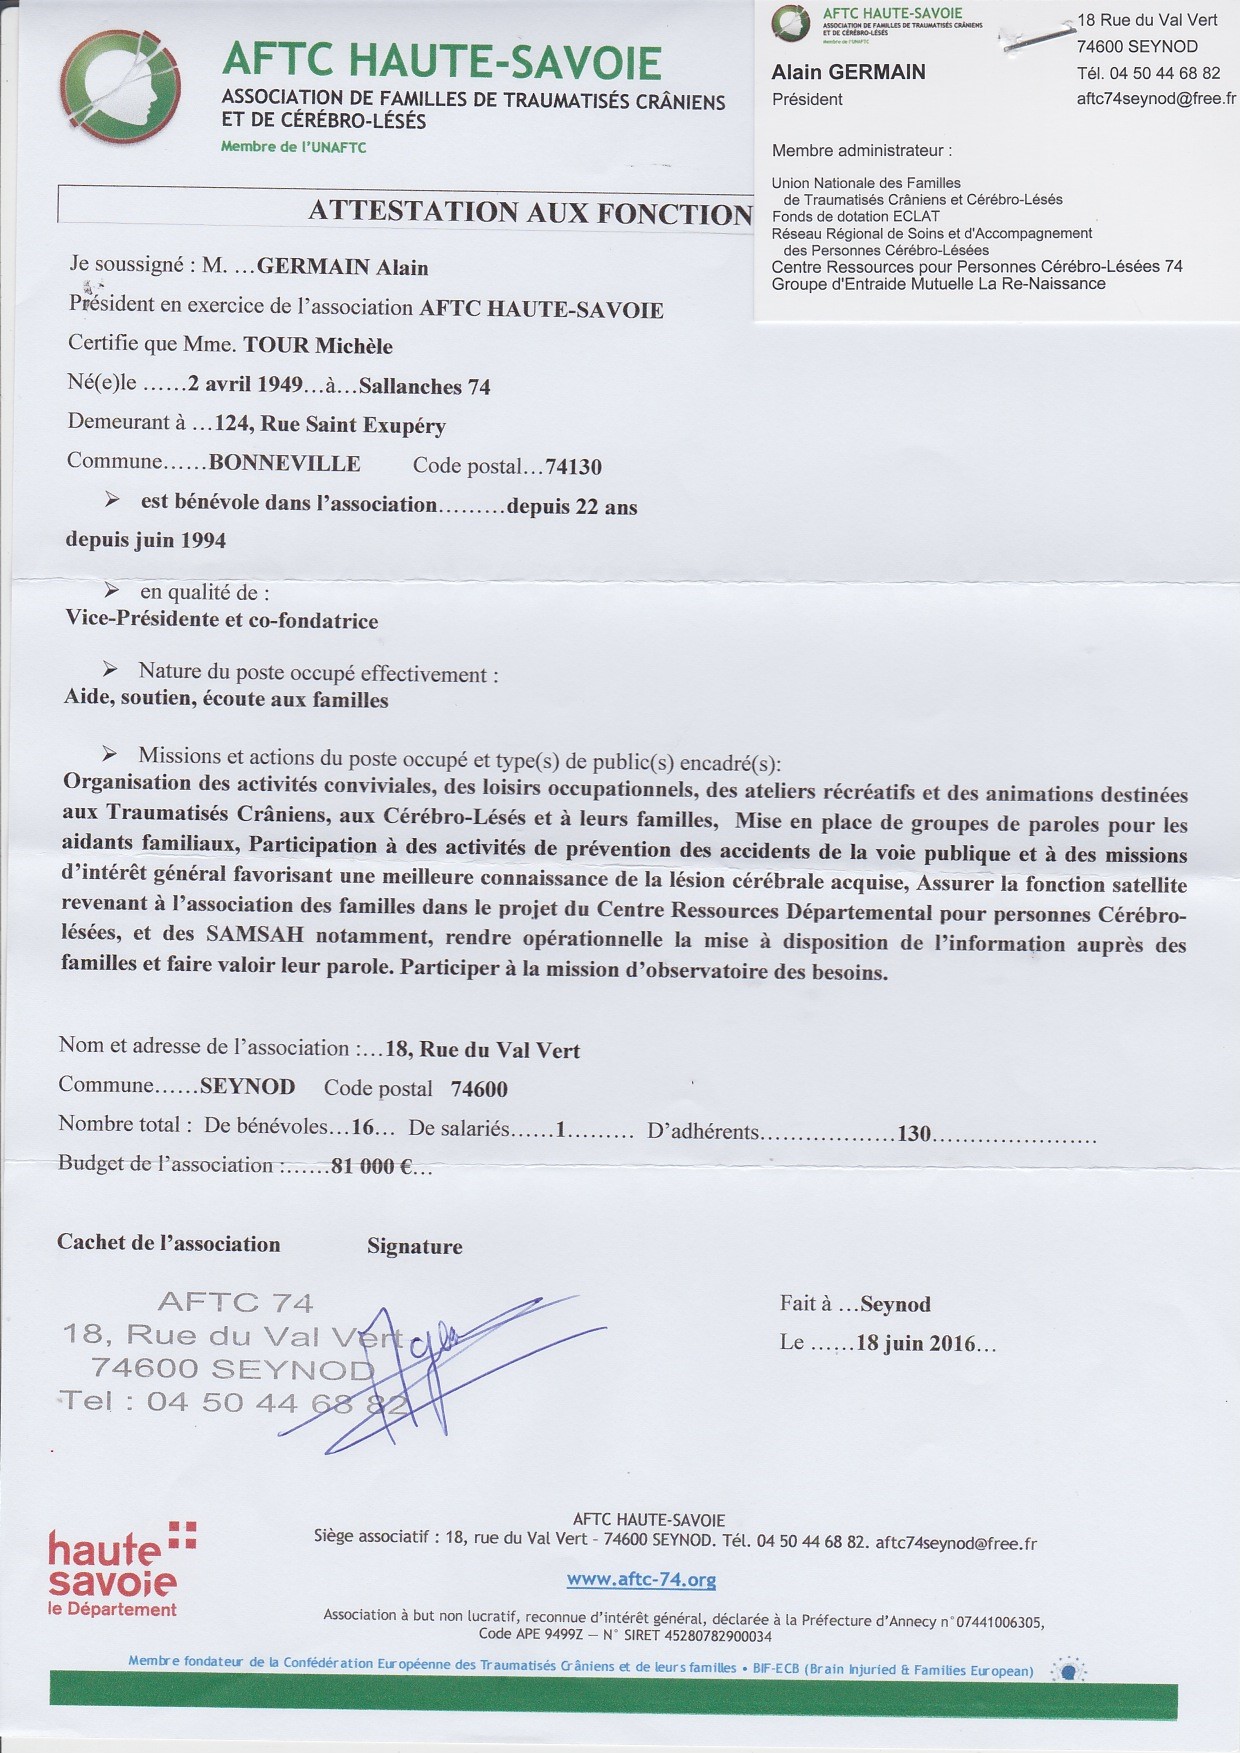 AFTC HAUTE-SAVOIE
ASSOCIATION DE FAMILLES DE TRAUMATISÉS CRÂNIENS
ET DE CÉRÉBRO-LÉSÉS
Membre de l'UNAFTC
AFTC HAUTE-SAVOIE
ASSOCIATION DE FAMILLES DE TRAUMATISÉS CRÂNIENS
ET DE CÉRÉBRO-LÉSÉS
Membre de l'UNAFTC
18 Rue du Val Vert
74600 SEYNOD
Alain GERMAIN
Tél. 04 50 44 68 82
Président
aftc74seynod@free.fr
Membre administrateur :
Union Nationale des Familles
de Traumatisés Crâniens et Cérébro-Lésés
Fonds de dotation ECLAT
Réseau Régional de Soins et d'Accompagnement
des Personnes Cérébro-Lésées
Centre Ressources pour Personnes Cérébro-Lésées 74
Groupe d'Entraide Mutuelle La Re-Naissance
ATTESTATION AUX FONCTION
Je soussigné : M. …GERMAIN Alain
Président en exercice de l'association AFTC HAUTE-SAVOIE
Certifie que Mme. TOUR Michèle
Né(e)le ……2 avril 1949…à…Sallanches 74
Demeurant à …124, Rue Saint Exupéry
Commune……BONNEVILLE Code postal…74130
➢ est bénévole dans l'association………depuis 22 ans
depuis juin 1994
➢ en qualité de :
Vice-Présidente et co-fondatrice
➢ Nature du poste occupé effectivement :
Aide, soutien, écoute aux familles
➢ Missions et actions du poste occupé et type(s) de public(s) encadré(s):
Organisation des activités conviviales, des loisirs occupationnels, des ateliers récréatifs et des animations destinées
aux Traumatisés Crâniens, aux Cérébro-Lésés et à leurs familles, Mise en place de groupes de paroles pour les
aidants familiaux, Participation à des activités de prévention des accidents de la voie publique et à des missions
d'intérêt général favorisant une meilleure connaissance de la lésion cérébrale acquise, Assurer la fonction satellite
revenant à l'association des familles dans le projet du Centre Ressources Départemental pour personnes Cérébro-
lésées, et des SAMSAH notamment, rendre opérationnelle la mise à disposition de l'information auprès des
familles et faire valoir leur parole. Participer à la mission d'observatoire des besoins.
Nom et adresse de l'association :…18, Rue du Val Vert
Commune……SEYNOD Code postal 74600
Nombre total : De bénévoles…16… De salariés……1……… D'adhérents………………130……………………
Budget de l'association :……81 000 €…
Cachet de l'association Signature
AFTC 74
18, Rue du Val Vert
74600 SEYNOD
Tel : 04 50 44 68 82
Fait à …Seynod
Le ……18 juin 2016…
haute
savoie
le Département
AFTC HAUTE-SAVOIE
Siège associatif : 18, rue du Val Vert - 74600 SEYNOD. Tél. 04 50 44 68 82. aftc74seynod@free.fr
www.aftc-74.org
Association à but non lucratif, reconnue d'intérêt général, déclarée à la Préfecture d'Annecy n°07441006305,
Code APE 9499Z – N° SIRET 45280782900034
Membre fondateur de la Confédération Européenne des Traumatisés Crâniens et de leurs familles • BIF-ECB (Brain Injuried & Families European)